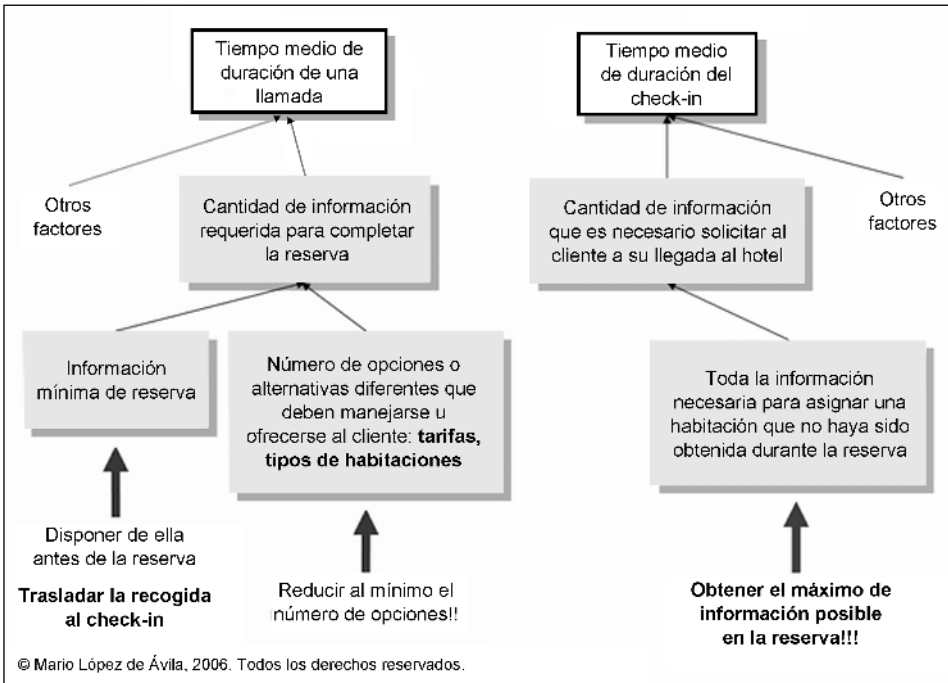 Tiempo medio de
duración de una
llamada
Tiempo medio
de duración del
check-in
Otros
factores
Cantidad de información
requerida para completar
la reserva
Cantidad de información
que es necesario solicitar al
cliente a su llegada al hotel
Otros
factores
Información
mínima de reserva
Número de opciones o
alternativas diferentes que
deben manejarse u
ofrecerse al cliente: tarifas,
tipos de habitaciones
Toda la información
necesaria para asignar una
habitación que no haya sido
obtenida durante la reserva
Disponer de ella
antes de la reserva
Trasladar la recogida
al check-in
Reducir al mínimo el
número de opciones!!
Obtener el máximo de
información posible
en la reserva!!!
© Mario López de Ávila, 2006. Todos los derechos reservados.